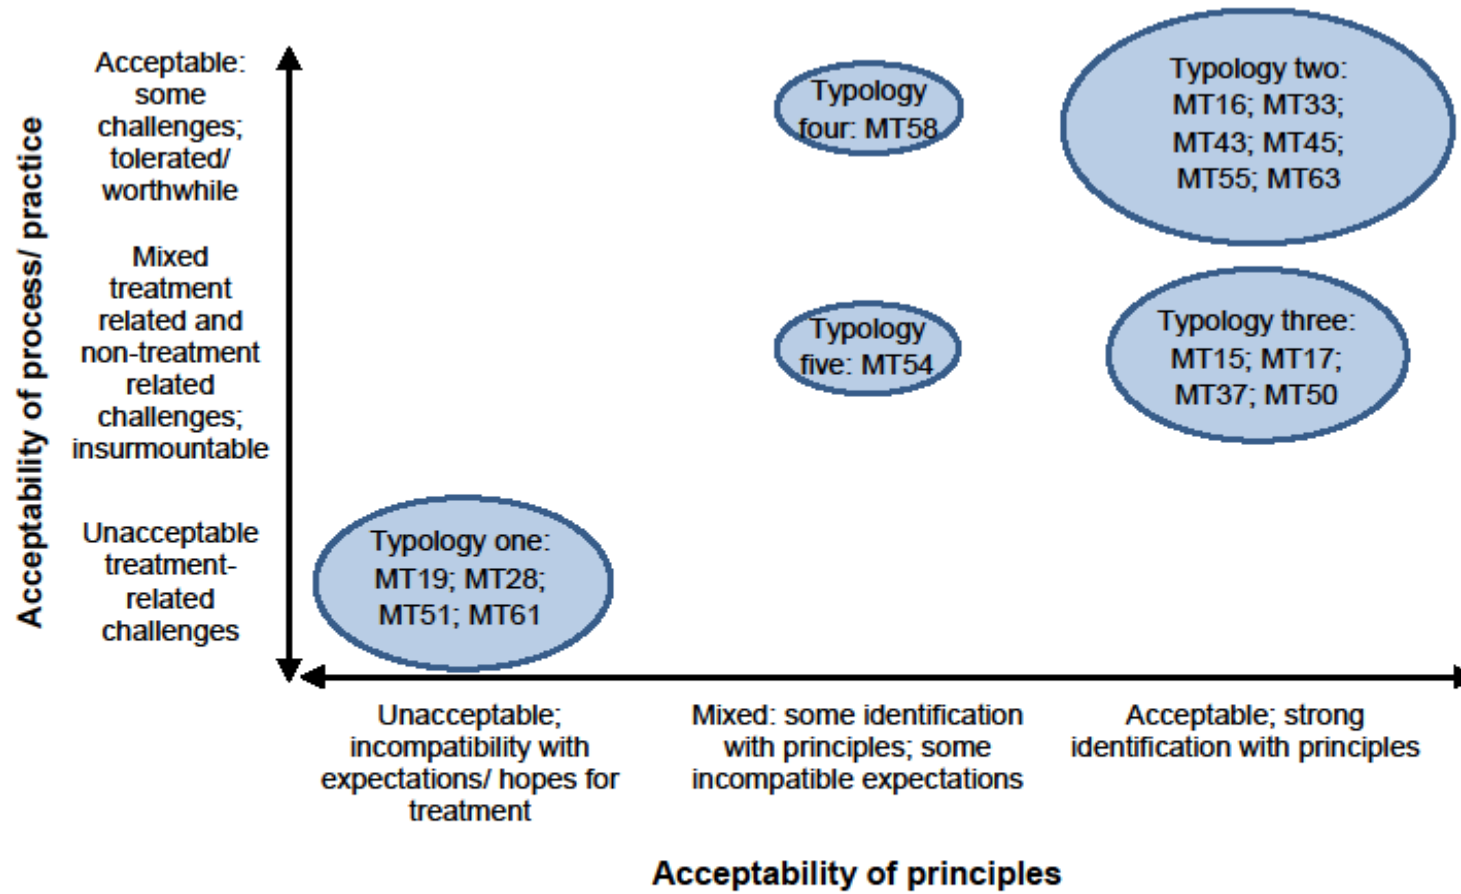 Acceptability of process/ practice
Acceptable:
some
challenges;
tolerated/
worthwhile
Mixed
treatment
related and
non-treatment
related
challenges;
insurmountable
Unacceptable
treatment-
related
challenges
Typology
four: MT58
Typology two:
MT16; MT33;
MT43; MT45;
MT55; MT63
Typology
five: MT54
Typology three:
MT15; MT17;
MT37; MT50
Typology one:
MT19; MT28;
MT51; MT61
Unacceptable;
incompatibility with
expectations/ hopes for
treatment
Mixed: some identification
with principles; some
incompatible expectations
Acceptable; strong
identification with principles
Acceptability of principles